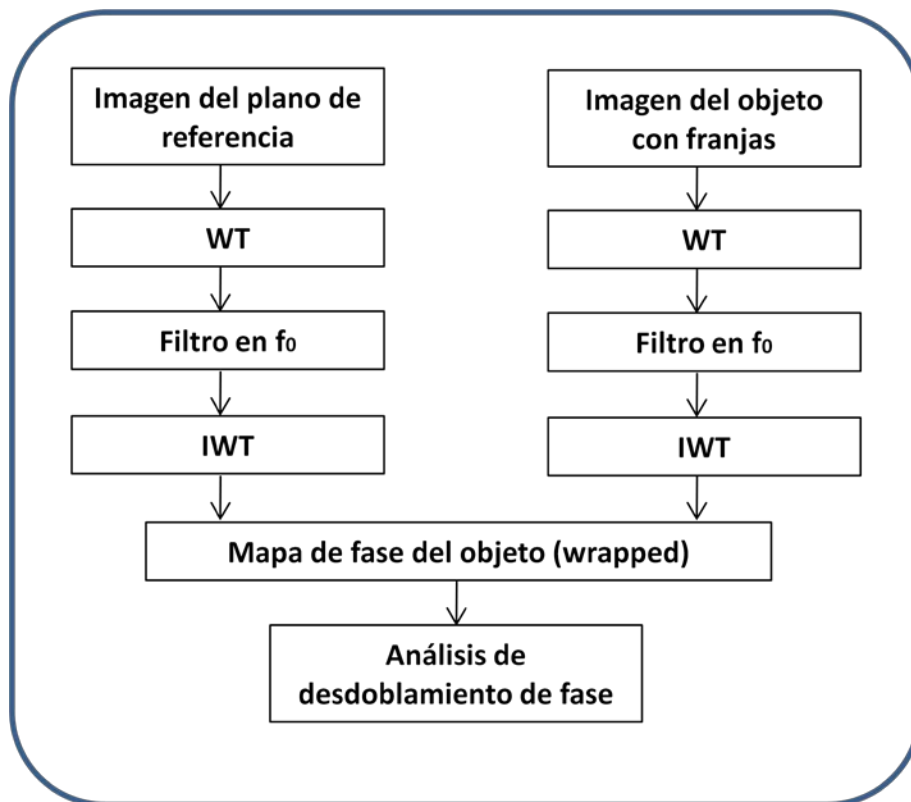 Imagen del plano de
referencia
WT
Filtro en f₀
IWT
Imagen del objeto
con franjas
WT
Filtro en f₀
IWT
Mapa de fase del objeto (wrapped)
Análisis de
desdoblamiento de fase